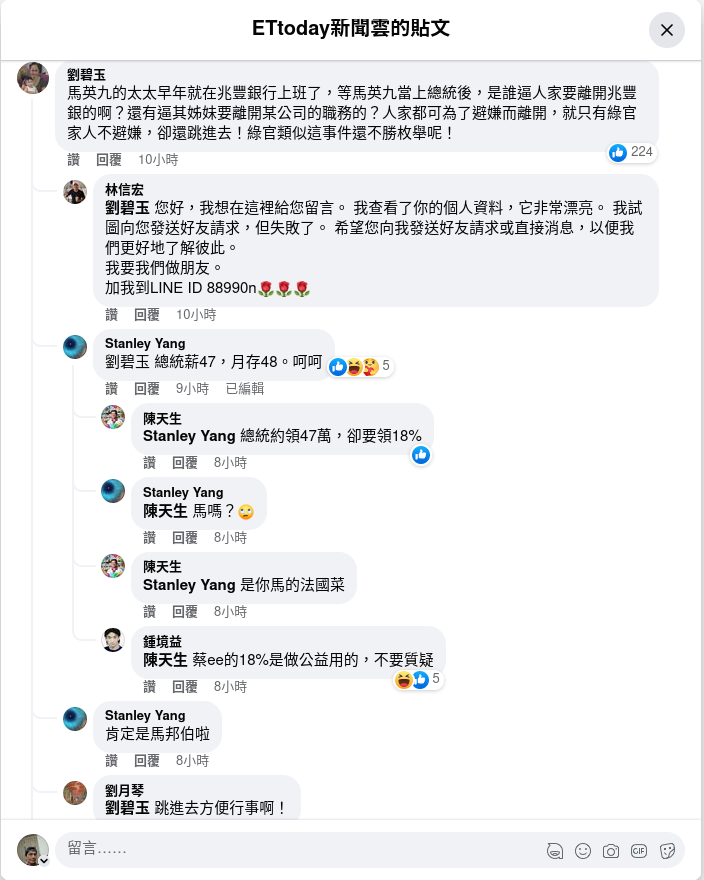 ETtoday新聞雲的貼文
劉碧玉
馬英九的太太早年就在兆豐銀行上班了，等馬英九當上總統後，是誰逼人家要離開兆豐
銀的啊？還有逼其姊妹要離開某公司的職務的？人家都可為了避嫌而離開，就只有綠官
家人不避嫌，卻還跳進去！綠官類似這事件還不勝枚舉呢！
224
讚 回覆 10小時
林信宏
劉碧玉 您好，我想在這裡給您留言。 我查看了你的個人資料，它非常漂亮。 我試
圖向您發送好友請求，但失敗了。 希望您向我發送好友請求或直接消息，以便我
們更好地了解彼此。
我要我們做朋友。
加我到LINE ID 88990n🌹🌹🌹
讚 回覆 10小時
Stanley Yang
劉碧玉 總統薪47，月存48。呵呵
5
讚 回覆 9小時 已編輯
陳天生
Stanley Yang 總統約領47萬，卻要領18%
讚 回覆 8小時
Stanley Yang
陳天生 馬嗎？🙄
讚 回覆 8小時
陳天生
Stanley Yang 是你馬的法國菜
讚 回覆 8小時
鍾境益
陳天生 蔡ee的18%是做公益用的，不要質疑
5
讚 回覆 8小時
Stanley Yang
肯定是馬邦伯啦
讚 回覆 8小時
劉月琴
劉碧玉 跳進去方便行事啊！
留言……
GIF